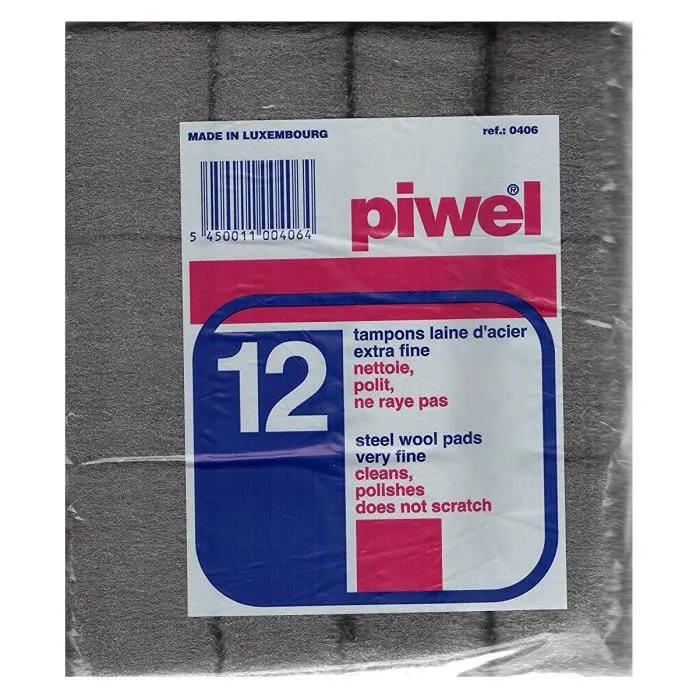 MADE IN LUXEMBOURG
ref.: 0406
5 450011 004064
piwel®
12
tampons laine d'acier
extra fine
nettoie,
polit,
ne raye pas
steel wool pads
very fine
cleans,
polishes
does not scratch